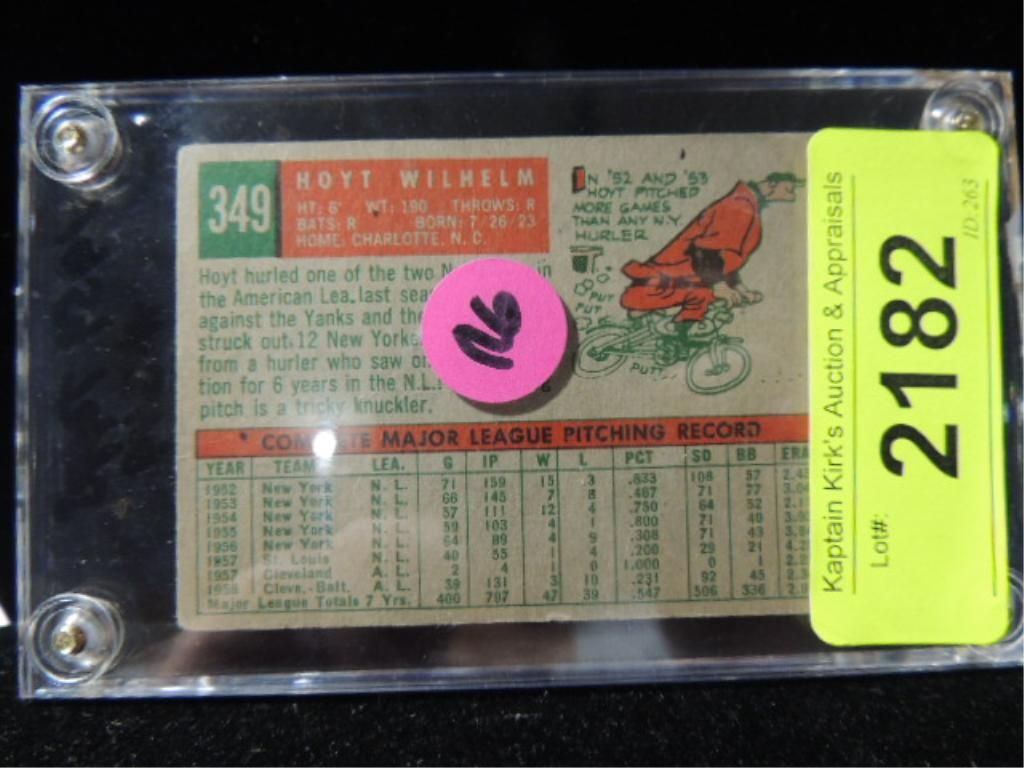 349
HOYT WILHELM
HT: 6' WT: 190 THROWS: R
BATS: R BORN: 7/26/23
HOME: CHARLOTTE, N. C.
IN '52 AND '53
HOYT PITCHED
MORE GAMES
THAN ANY N.Y.
HURLER
PUT
PUT
PUTT
Hoyt hurled one of the two in
the American Lea. last
against the Yanks and
struck out 12
from a hurler who saw
tion for 6 years in the N.L.
pitch is a tricky knuckler.
COMPLETE MAJOR LEAGUE PITCHING RECORD
YEAR TEAM LEA. G IP W L PCT SO BB ERA
1952 New York N. L. 71 159 15 3 .833 108 57
1953 New York N. L. 68 145 7 8 .467 71 77
1954 New York N. L. 57 111 12 4 .750 64 52
1955 New York N. L. 59 103 4 1 .800 71 40
1956 New York N. L. 64 89 4 9 .308 71 43
1957 St. Louis N. L. 40 55 1 4 .200 29 21
1957 Cleveland A. L. 2 4 1 0 1.000 0 1
1958 Cleve.-Balt. A. L. 39 131 3 10 .231 92 45
Major League Totals 7 Yrs. 400 797 47 39 .547 506 336
Kaptain Kirk's Auction & Appraisals
Lot#:
2182
ID:263